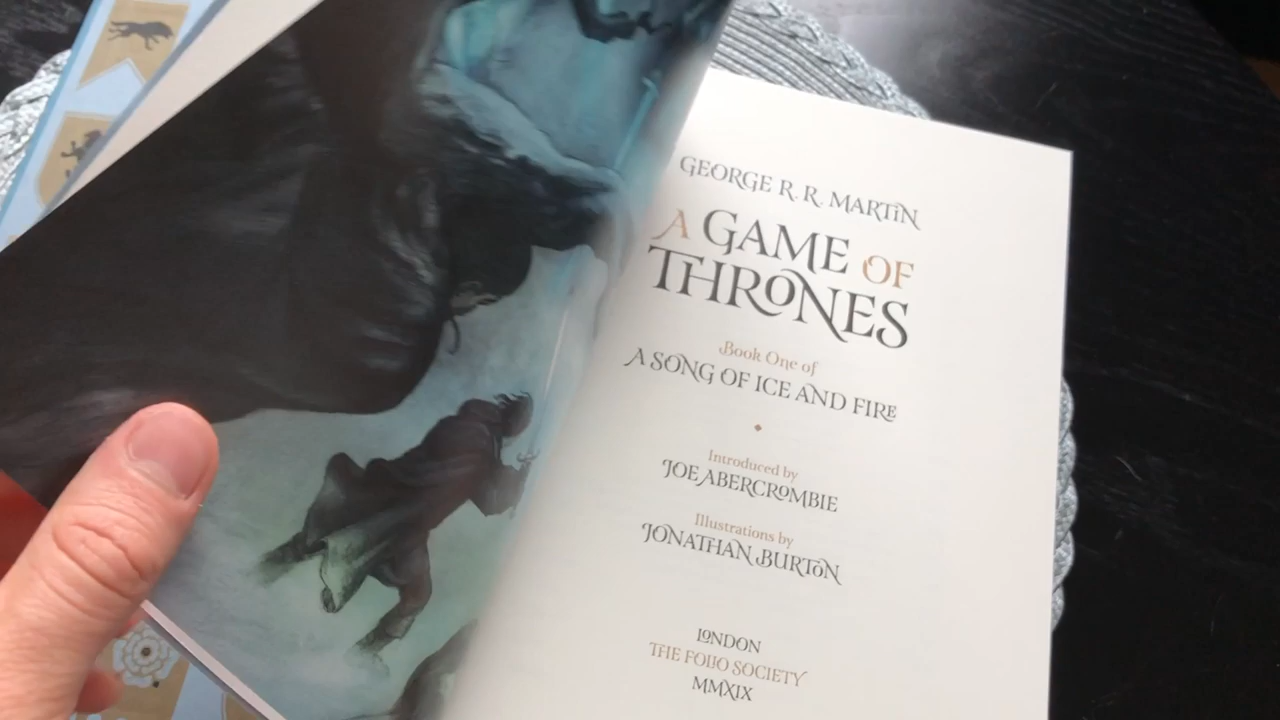 GEORGE R. R. MARTIN
A GAME OF
THRONES
Book One of
A SONG OF ICE AND FIRE
Introduced by
JOE ABERCROMBIE
Illustrations by
JONATHAN BURTON
LONDON
THE FOLIO SOCIETY
MMXIX